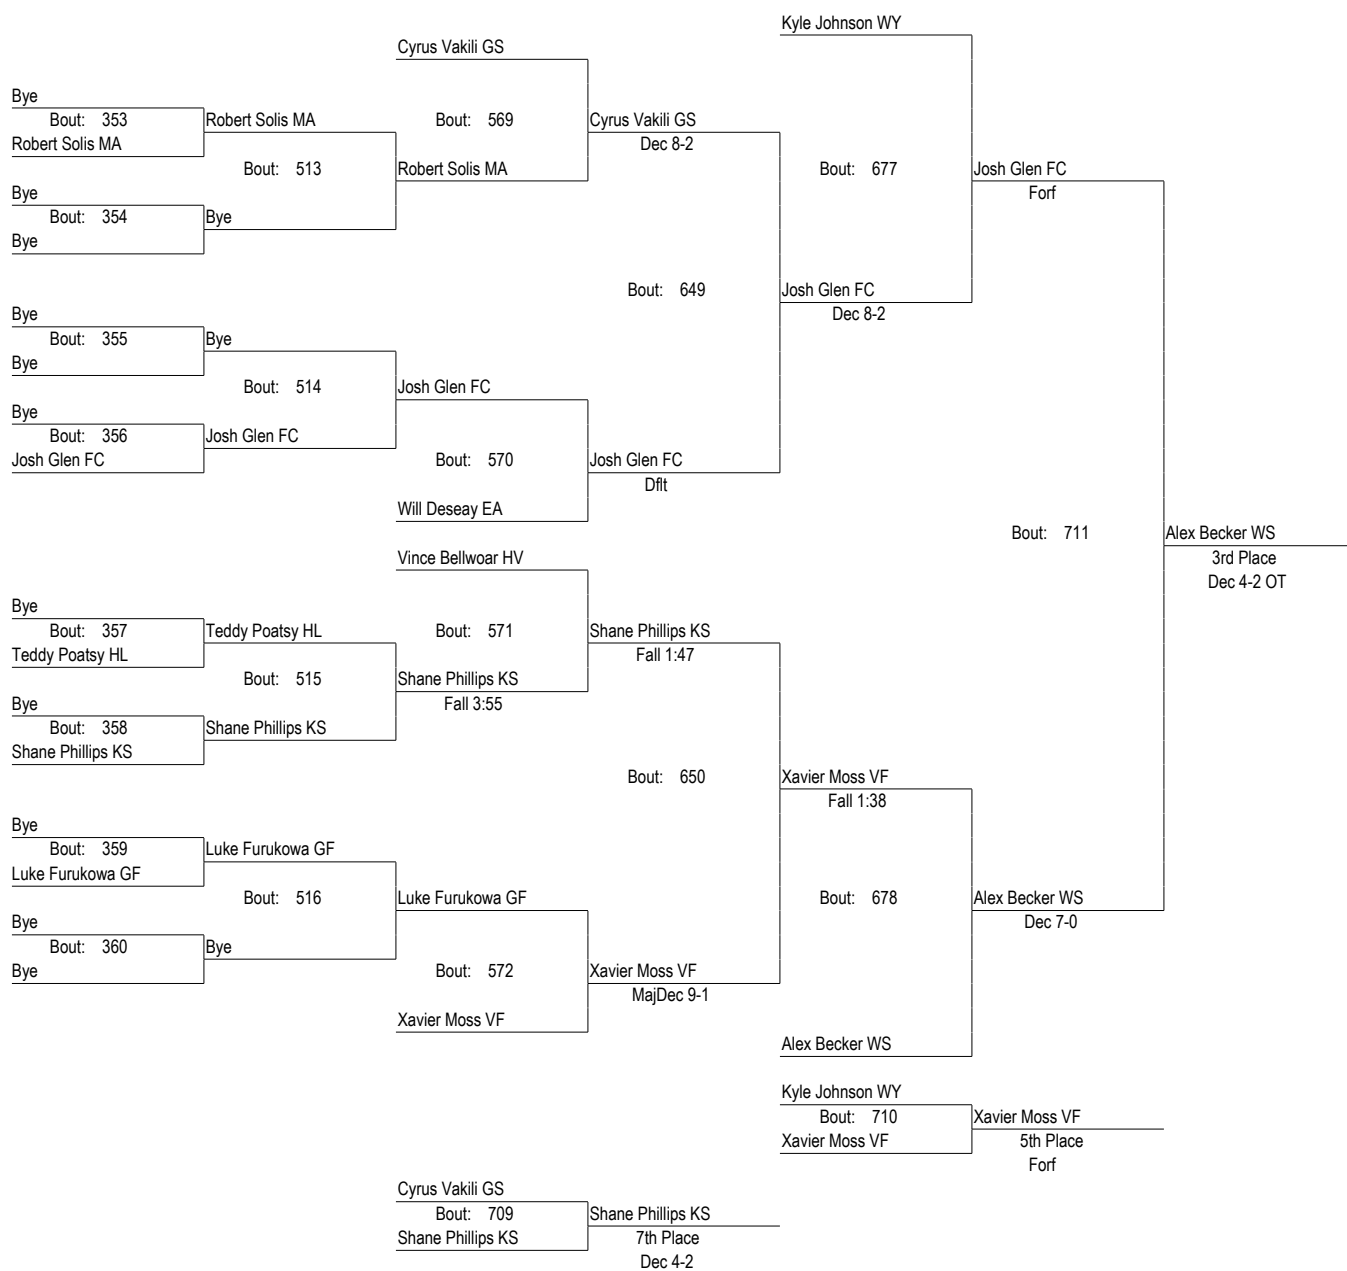 Kyle Johnson WY
Cyrus Vakili GS
Bye
Bout: 353
Robert Solis MA
Bout: 569
Cyrus Vakili GS
Robert Solis MA
Dec 8-2
Bout: 513
Robert Solis MA
Bout: 677
Josh Glen FC
Bye
Forf
Bout: 354
Bye
Bye
Bout: 649
Josh Glen FC
Bye
Dec 8-2
Bout: 355
Bye
Bye
Bout: 514
Josh Glen FC
Bye
Bout: 356
Josh Glen FC
Josh Glen FC
Bout: 570
Josh Glen FC
Dflt
Will Deseay EA
Bout: 711
Alex Becker WS
Vince Bellwoar HV
3rd Place
Dec 4-2 OT
Bye
Bout: 357
Teddy Poatsy HL
Bout: 571
Shane Phillips KS
Teddy Poatsy HL
Fall 1:47
Bout: 515
Shane Phillips KS
Bye
Fall 3:55
Bout: 358
Shane Phillips KS
Shane Phillips KS
Bout: 650
Xavier Moss VF
Fall 1:38
Bye
Bout: 359
Luke Furukowa GF
Luke Furukowa GF
Bout: 516
Luke Furukowa GF
Bout: 678
Alex Becker WS
Bye
Dec 7-0
Bout: 360
Bye
Bye
Bout: 572
Xavier Moss VF
MajDec 9-1
Xavier Moss VF
Alex Becker WS
Kyle Johnson WY
Bout: 710
Xavier Moss VF
Xavier Moss VF
5th Place
Forf
Cyrus Vakili GS
Bout: 709
Shane Phillips KS
Shane Phillips KS
7th Place
Dec 4-2